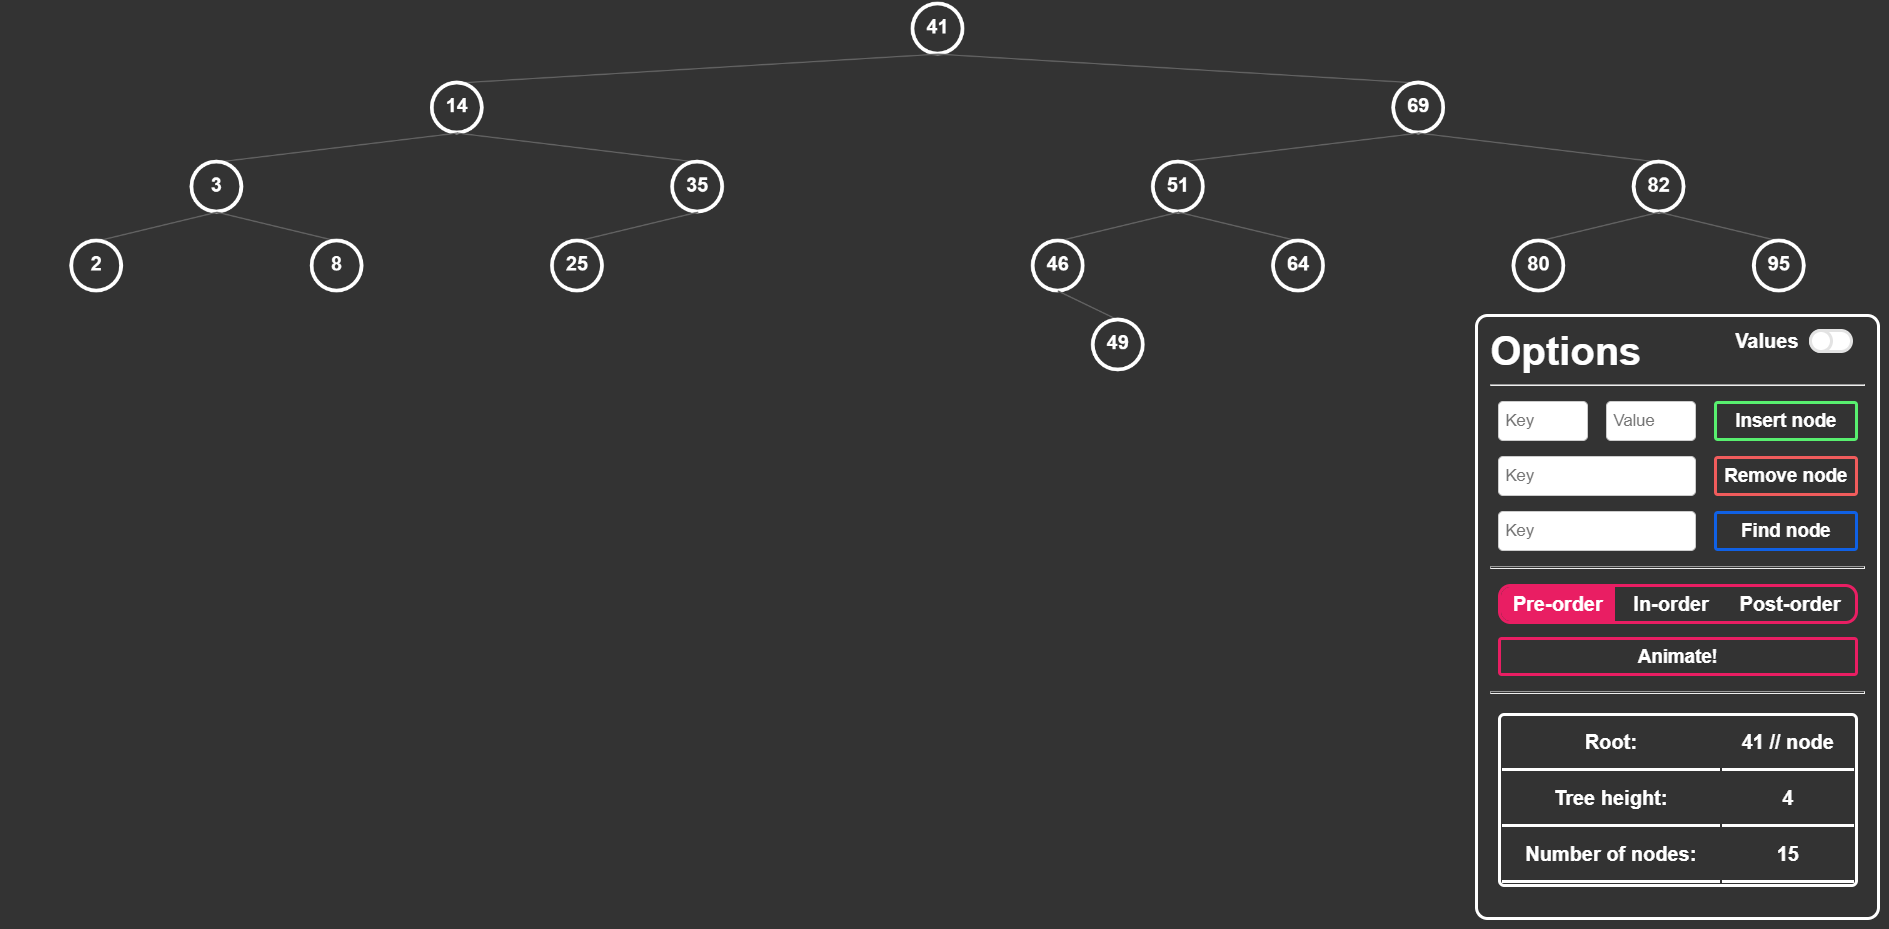 41
14 69
3 35 51 82
2 8 25 46 64 80 95
49
Options Values
Key Value Insert node
Key Remove node
Key Find node
Pre-order In-order Post-order
Animate!
Root: 41 // node
Tree height: 4
Number of nodes: 15